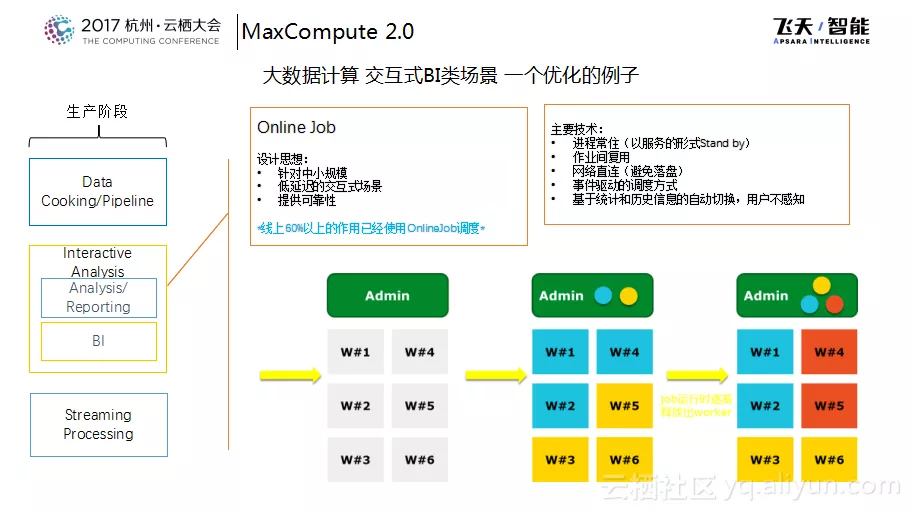 2017 杭州·云栖大会
THE COMPUTING CONFERENCE
MaxCompute 2.0
飞天/智能
APSARA INTELLIGENCE
大数据计算 交互式BI类场景 一个优化的例子
生产阶段
Data
Cooking/Pipeline
Interactive
Analysis
Analysis/
Reporting
BI
Streaming
Processing
Online Job
设计思想:
• 针对中小规模
• 低延迟的交互式场景
• 提供可靠性
*线上60%以上的作用已经使用OnlineJob调度*
主要技术:
• 进程常住(以服务的形式Stand by)
• 作业间复用
• 网络直连(避免落盘)
• 事件驱动的调度方式
• 基于统计和历史信息的自动切换,用户不感知
Admin
W#1 W#4
W#2 W#5
W#3 W#6
Admin
W#1 W#4
W#2 W#5
W#3 W#6
job运行时逐渐
释放出worker
Admin
W#1 W#4
W#2 W#5
W#3 W#6
云栖社区 yq.aliyun.com